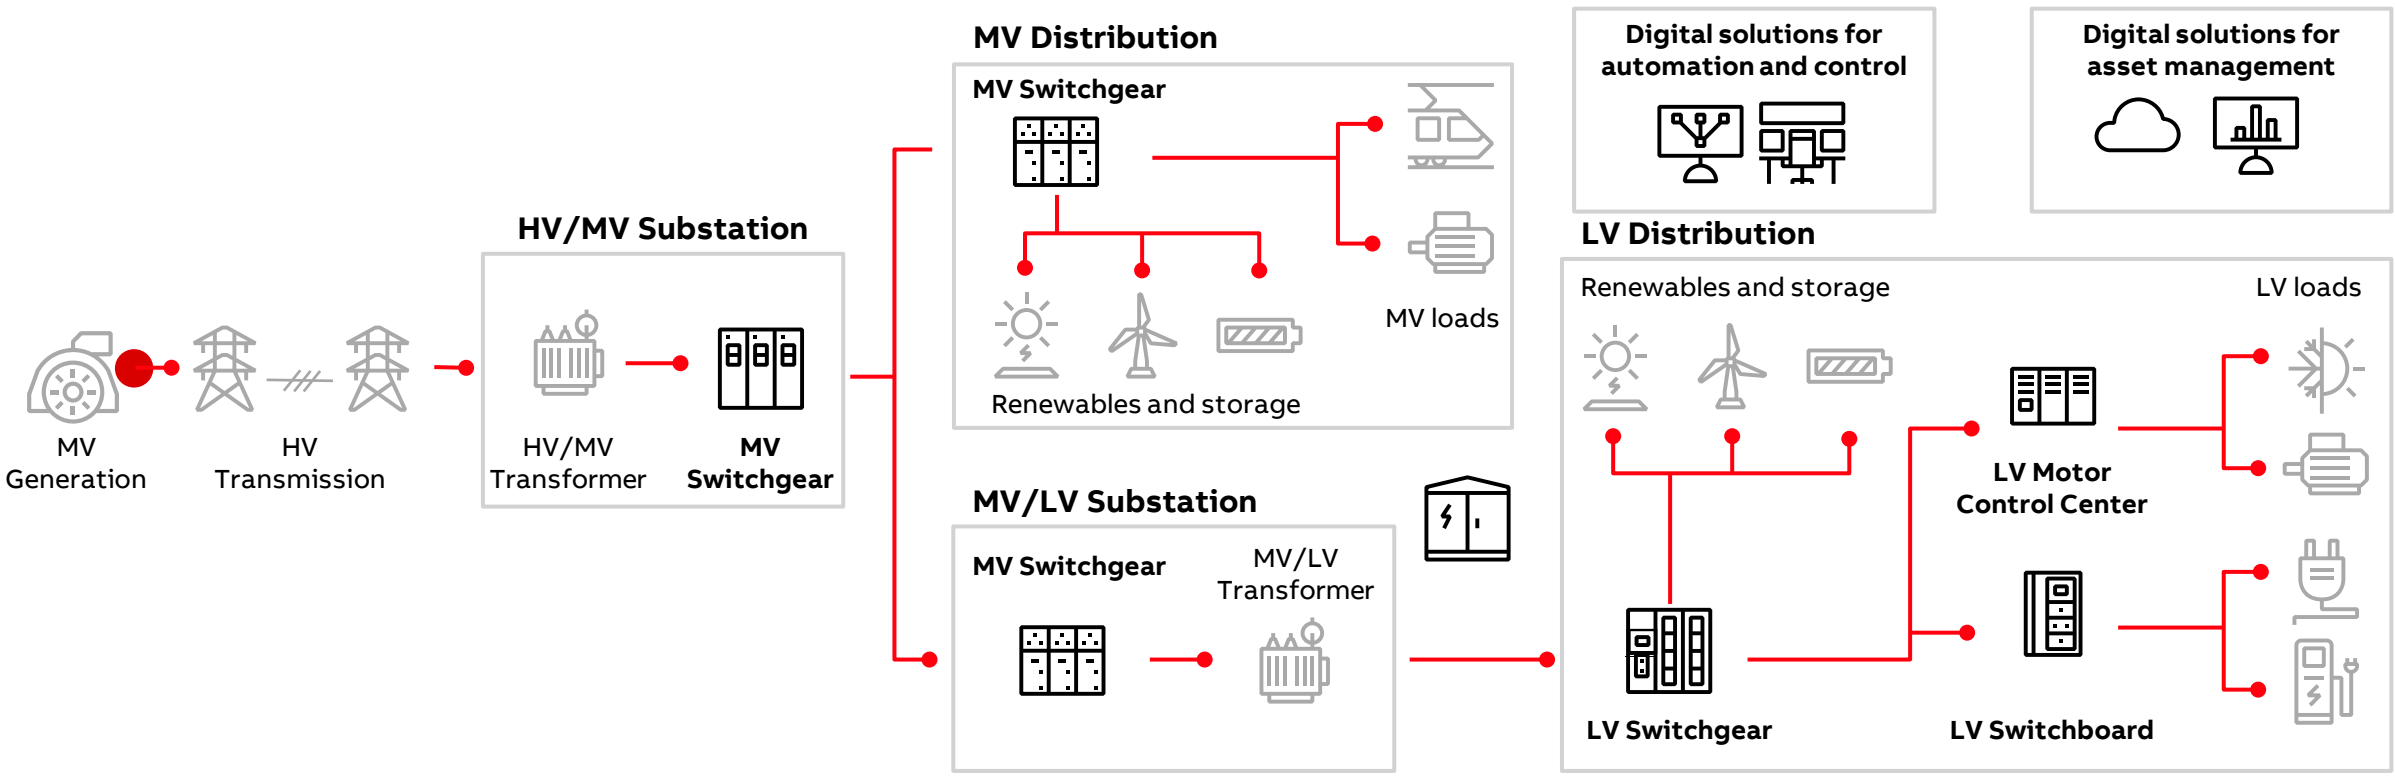 MV Distribution
MV Switchgear
MV loads
Renewables and storage
Digital solutions for
automation and control
Digital solutions for
asset management
HV/MV Substation
MV
Generation
HV
Transmission
HV/MV
Transformer
MV
Switchgear
MV/LV Substation
MV Switchgear
MV/LV
Transformer
LV Distribution
Renewables and storage
LV loads
LV Motor
Control Center
LV Switchgear
LV Switchboard